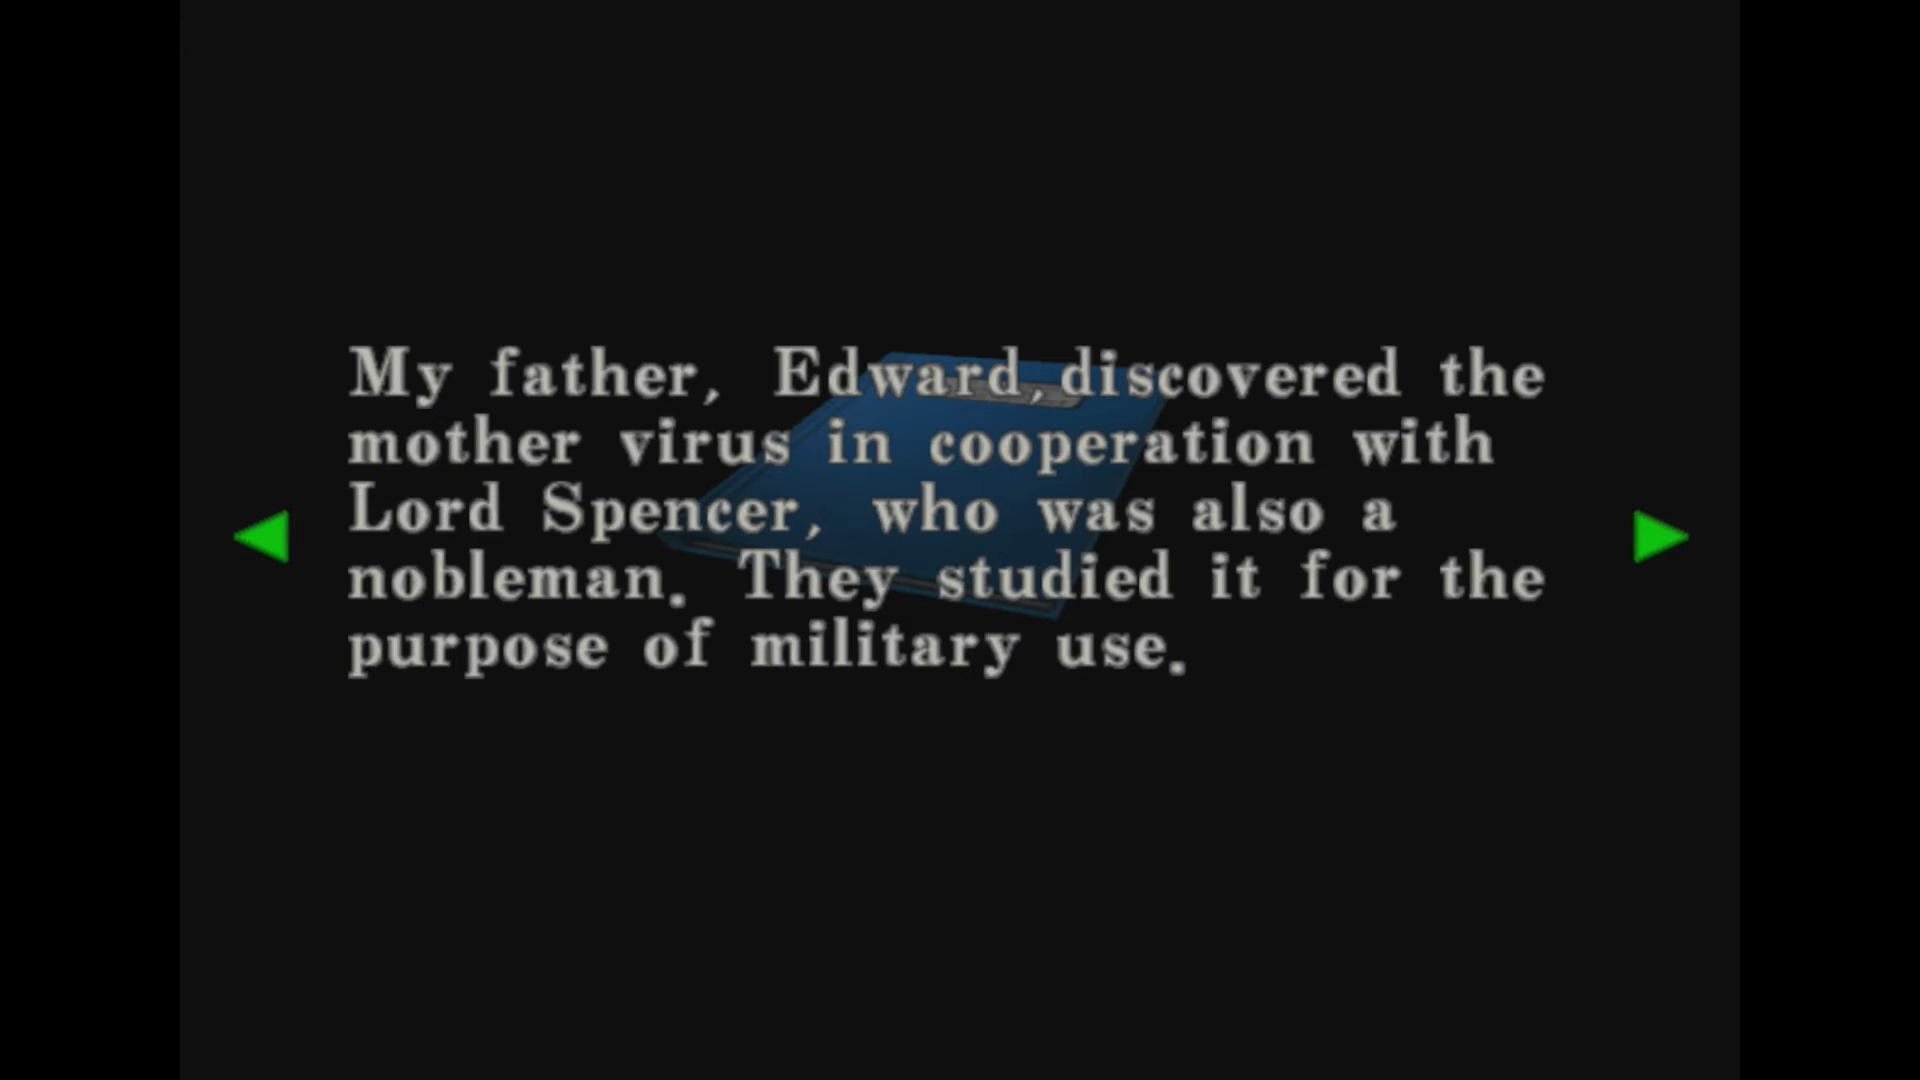 My father, Edward, discovered the
mother virus in cooperation with
Lord Spencer, who was also a
nobleman. They studied it for the
purpose of military use.